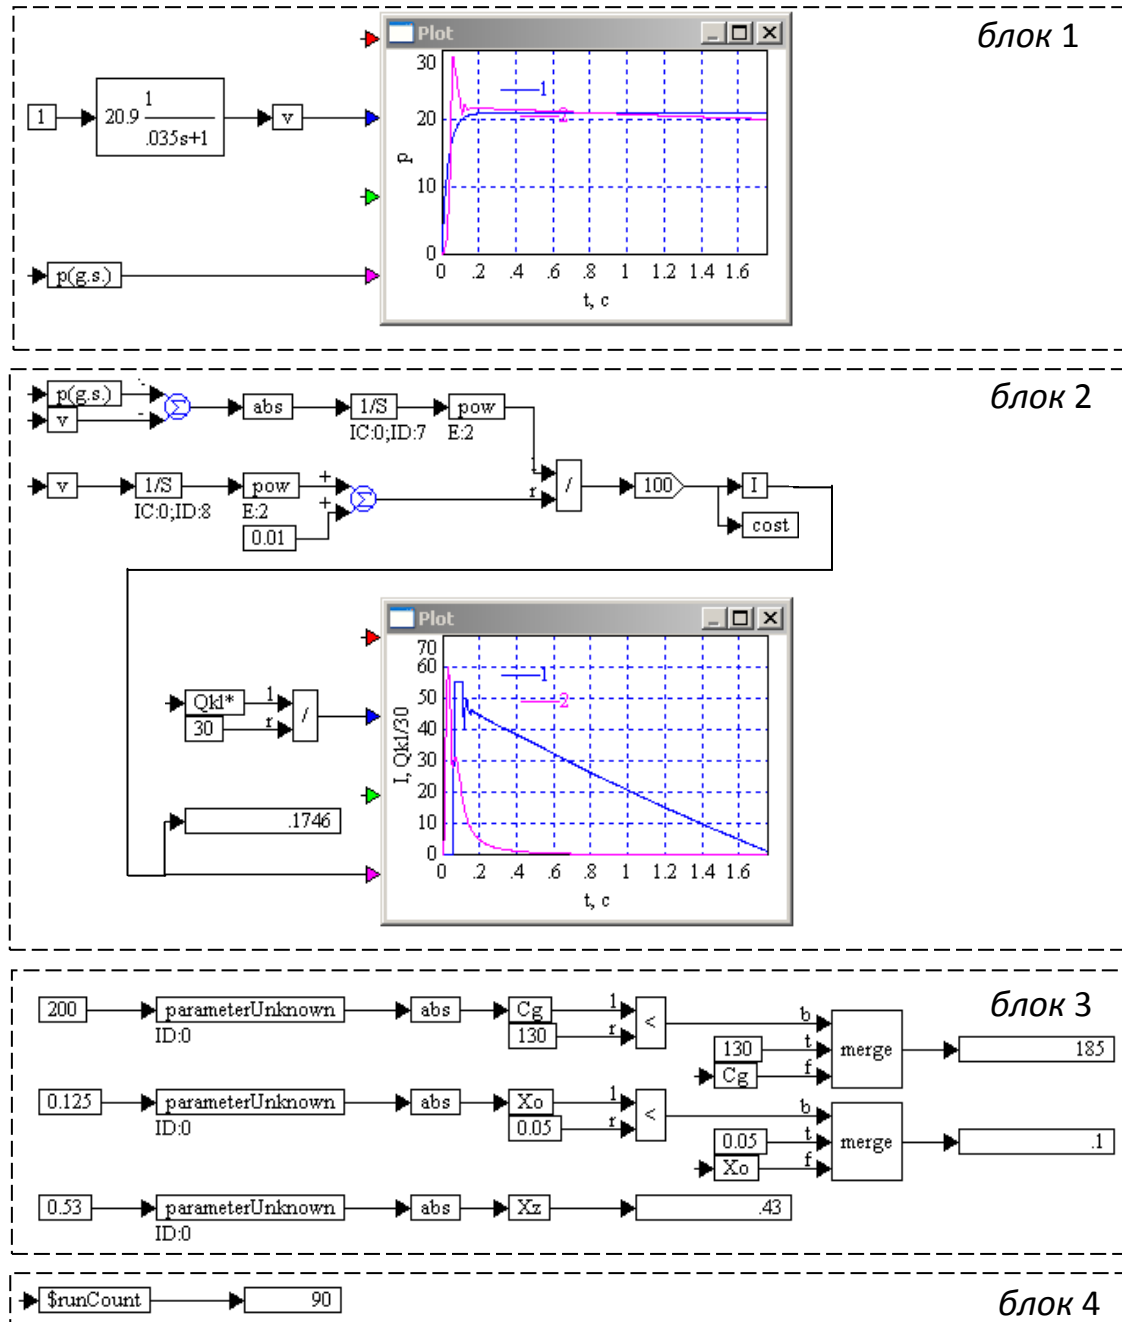 блок 1
Plot
30
20
10
0
p
1
2
0 .2 .4 .6 .8 1 1.2 1.4 1.6
t, c
1
20.9 1
.035s+1
v
p(g.s.)
блок 2
p(g.s.)
-
v
-
Σ
abs
1/S
IC:0;ID:7
pow
E:2
v
1/S
IC:0;ID:8
pow
E:2
+
+
0.01
Σ
l
r
/
100
I
cost
Plot
70
60
50
40
30
20
10
0
I, Qkl/30
1
2
0 .2 .4 .6 .8 1 1.2 1.4 1.6
t, c
Qkl*
30
l
r
/
.1746
блок 3
200
parameterUnknown
ID:0
abs
Cg
130
l
r
<
130
Cg
b
t
f
merge
185
0.125
parameterUnknown
ID:0
abs
Xo
0.05
l
r
<
0.05
Xo
b
t
f
merge
.1
0.53
parameterUnknown
ID:0
abs
Xz
.43
блок 4
$runCount
90